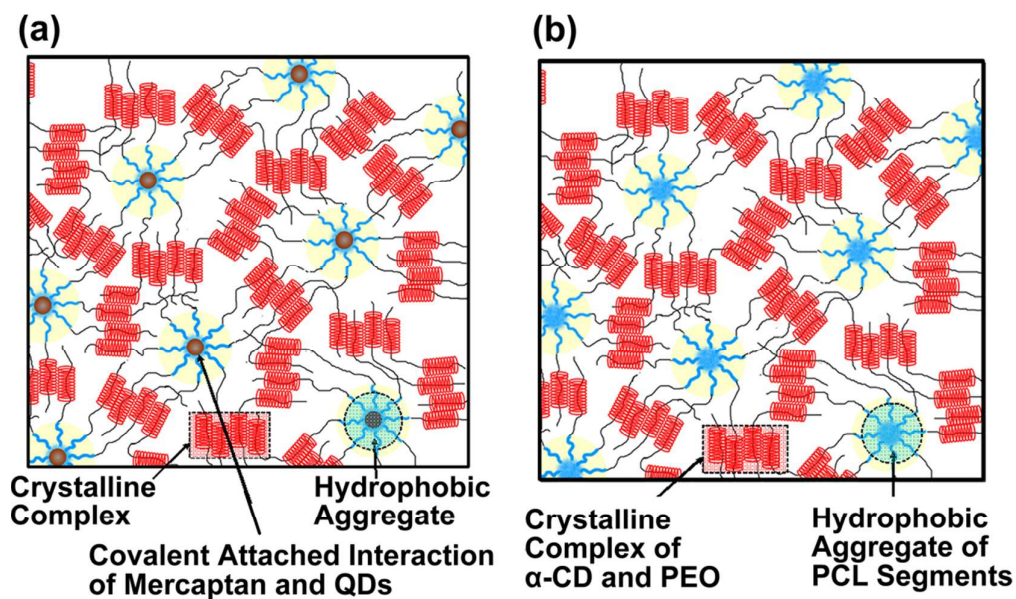 (a)
(b)
Crystalline
Complex
Hydrophobic
Aggregate
Covalent Attached Interaction
of Mercaptan and QDs
Crystalline
Complex of
α-CD and PEO
Hydrophobic
Aggregate of
PCL Segments